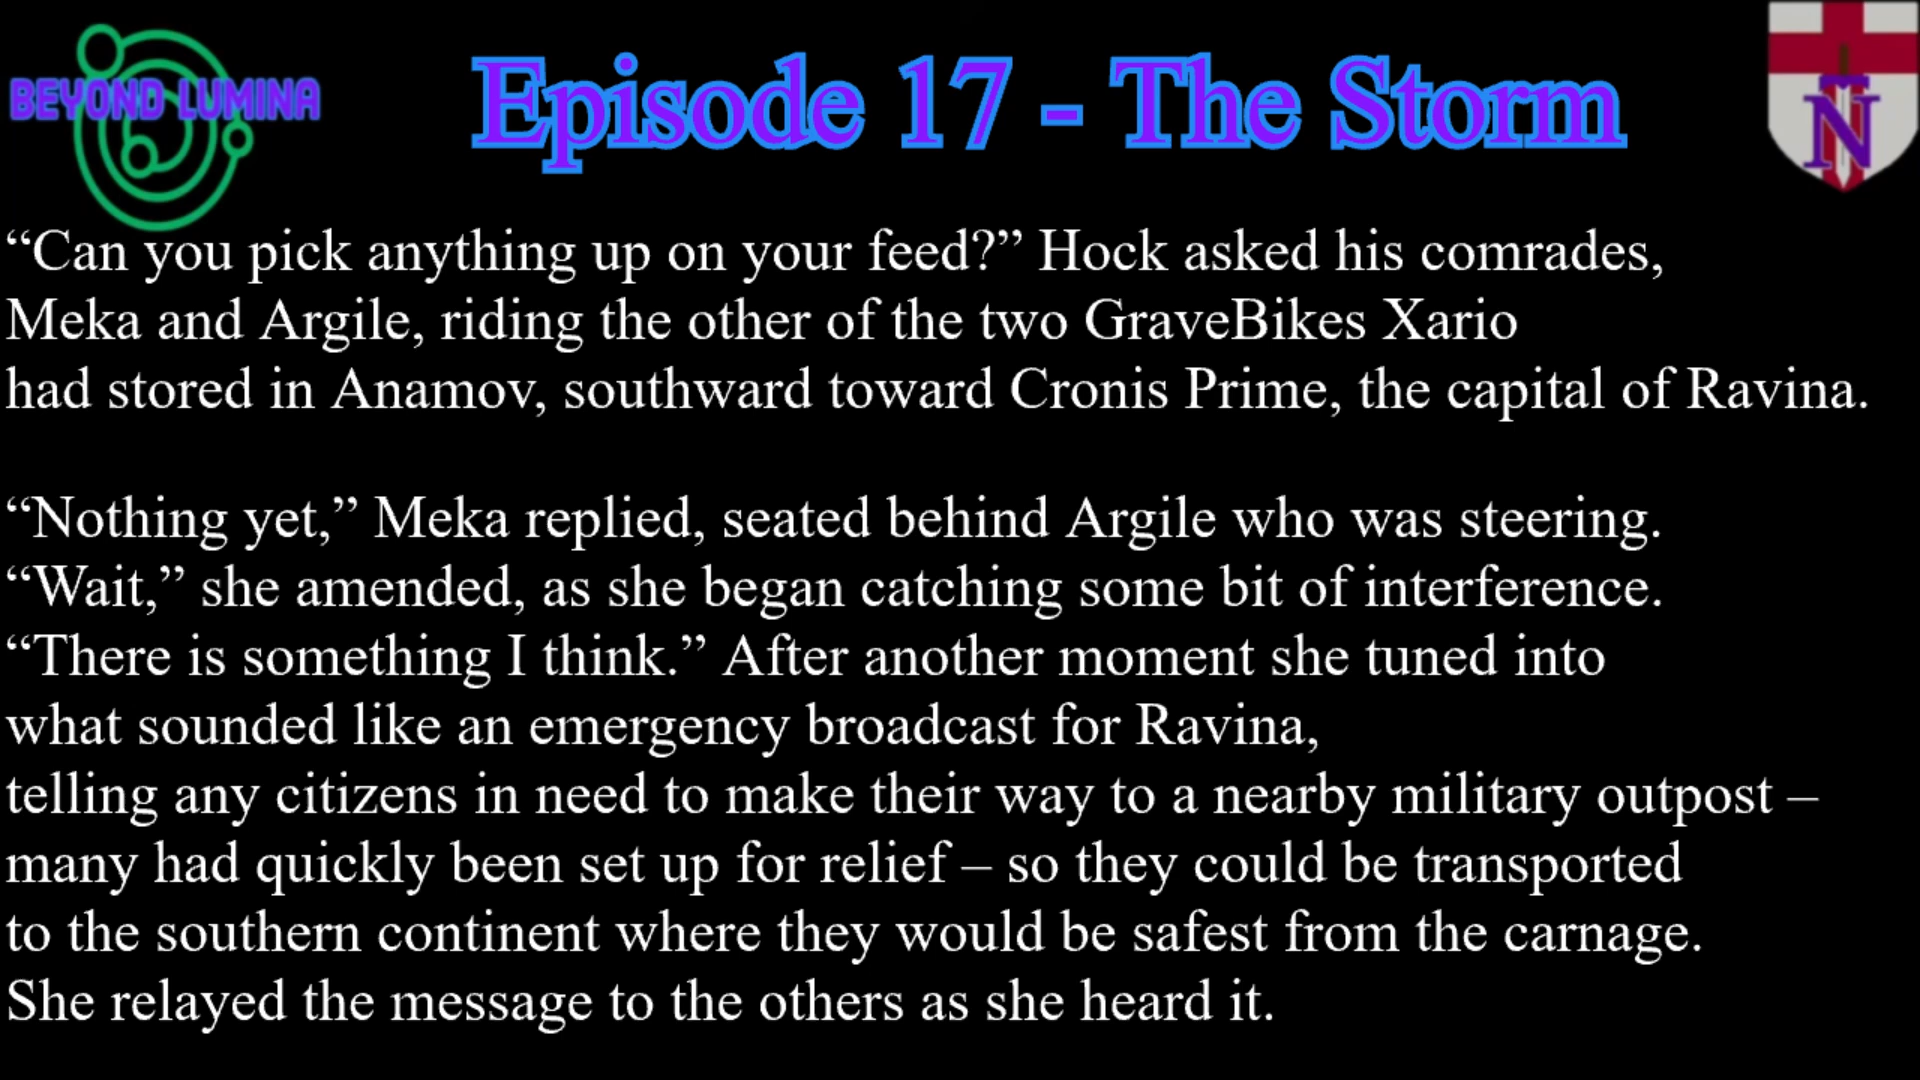 BEYOND LUMINA
Episode 17 - The Storm
N
“Can you pick anything up on your feed?” Hock asked his comrades,
Meka and Argile, riding the other of the two GraveBikes Xario
had stored in Anamov, southward toward Cronis Prime, the capital of Ravina.
“Nothing yet,” Meka replied, seated behind Argile who was steering.
“Wait,” she amended, as she began catching some bit of interference.
“There is something I think.” After another moment she tuned into
what sounded like an emergency broadcast for Ravina,
telling any citizens in need to make their way to a nearby military outpost –
many had quickly been set up for relief – so they could be transported
to the southern continent where they would be safest from the carnage.
She relayed the message to the others as she heard it.